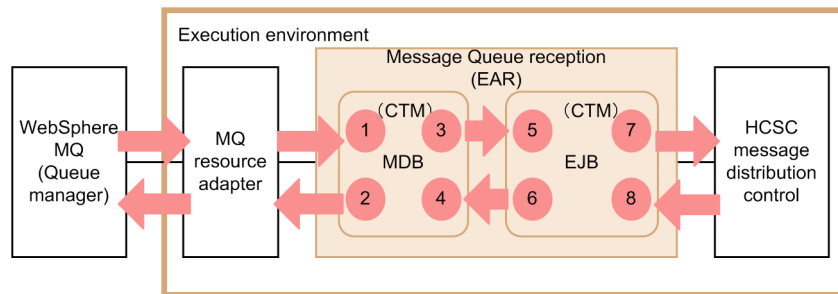 Execution environment
Message Queue reception
(EAR)
WebSphere
MQ
(Queue
manager)
MQ
resource
adapter
(CTM)
1
3
MDB
2
4
(CTM)
5
7
EJB
6
8
HCSC
message
distribution
control